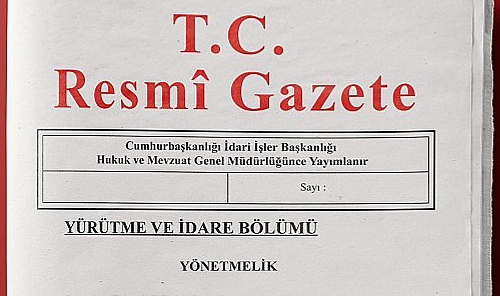 T.C.
Resmî Gazete
Cumhurbaşkanlığı İdari İşler Başkanlığı
Hukuk ve Mevzuat Genel Müdürlüğünce Yayımlanır
Sayı :
YÜRÜTME VE İDARE BÖLÜMÜ
YÖNETMELİK